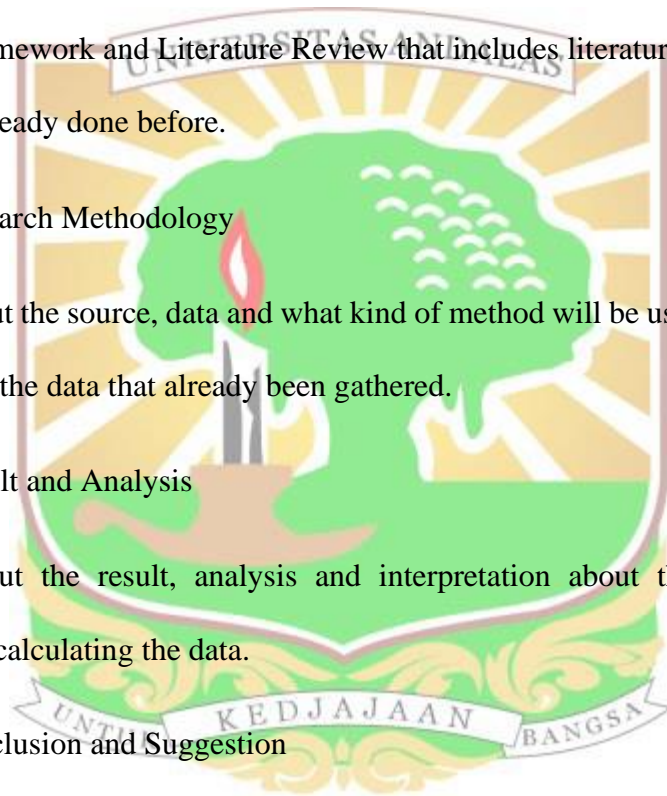 UNIVERSITAS ANDALAS
mework and Literature Review that includes literatur
eady done before.
arch Methodology
ut the source, data and what kind of method will be us
the data that already been gathered.
lt and Analysis
ut the result, analysis and interpretation about th
calculating the data.
UNTUK KEDJAJAAN BANGSA
clusion and Suggestion